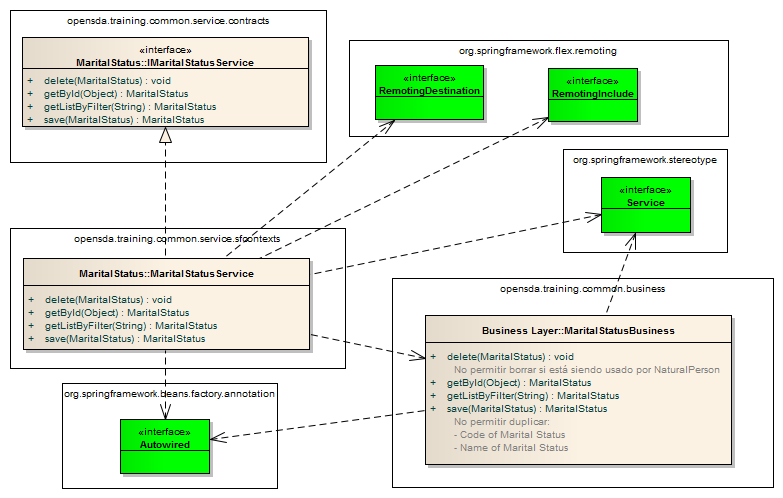 opensda.training.common.service.contracts
«interface»
MaritalStatus::IMaritalStatusService
+ delete(MaritalStatus) : void
+ getById(Object) : MaritalStatus
+ getListByFilter(String) : MaritalStatus
+ save(MaritalStatus) : MaritalStatus
org.springframework.flex.remoting
«interface»
RemotingDestination
«interface»
RemotingInclude
org.springframework.stereotype
«interface»
Service
opensda.training.common.service.sfcontexts
MaritalStatus::MaritalStatusService
+ delete(MaritalStatus) : void
+ getById(Object) : MaritalStatus
+ getListByFilter(String) : MaritalStatus
+ save(MaritalStatus) : MaritalStatus
opensda.training.common.business
Business Layer::MaritalStatusBusiness
+ delete(MaritalStatus) : void
No permitir borrar si está siendo usado por NaturalPerson
+ getById(Object) : MaritalStatus
+ getListByFilter(String) : MaritalStatus
+ save(MaritalStatus) : MaritalStatus
No permitir duplicar:
- Code of Marital Status
- Name of Marital Status
org.springframework.beans.factory.annotation
«interface»
Autowired